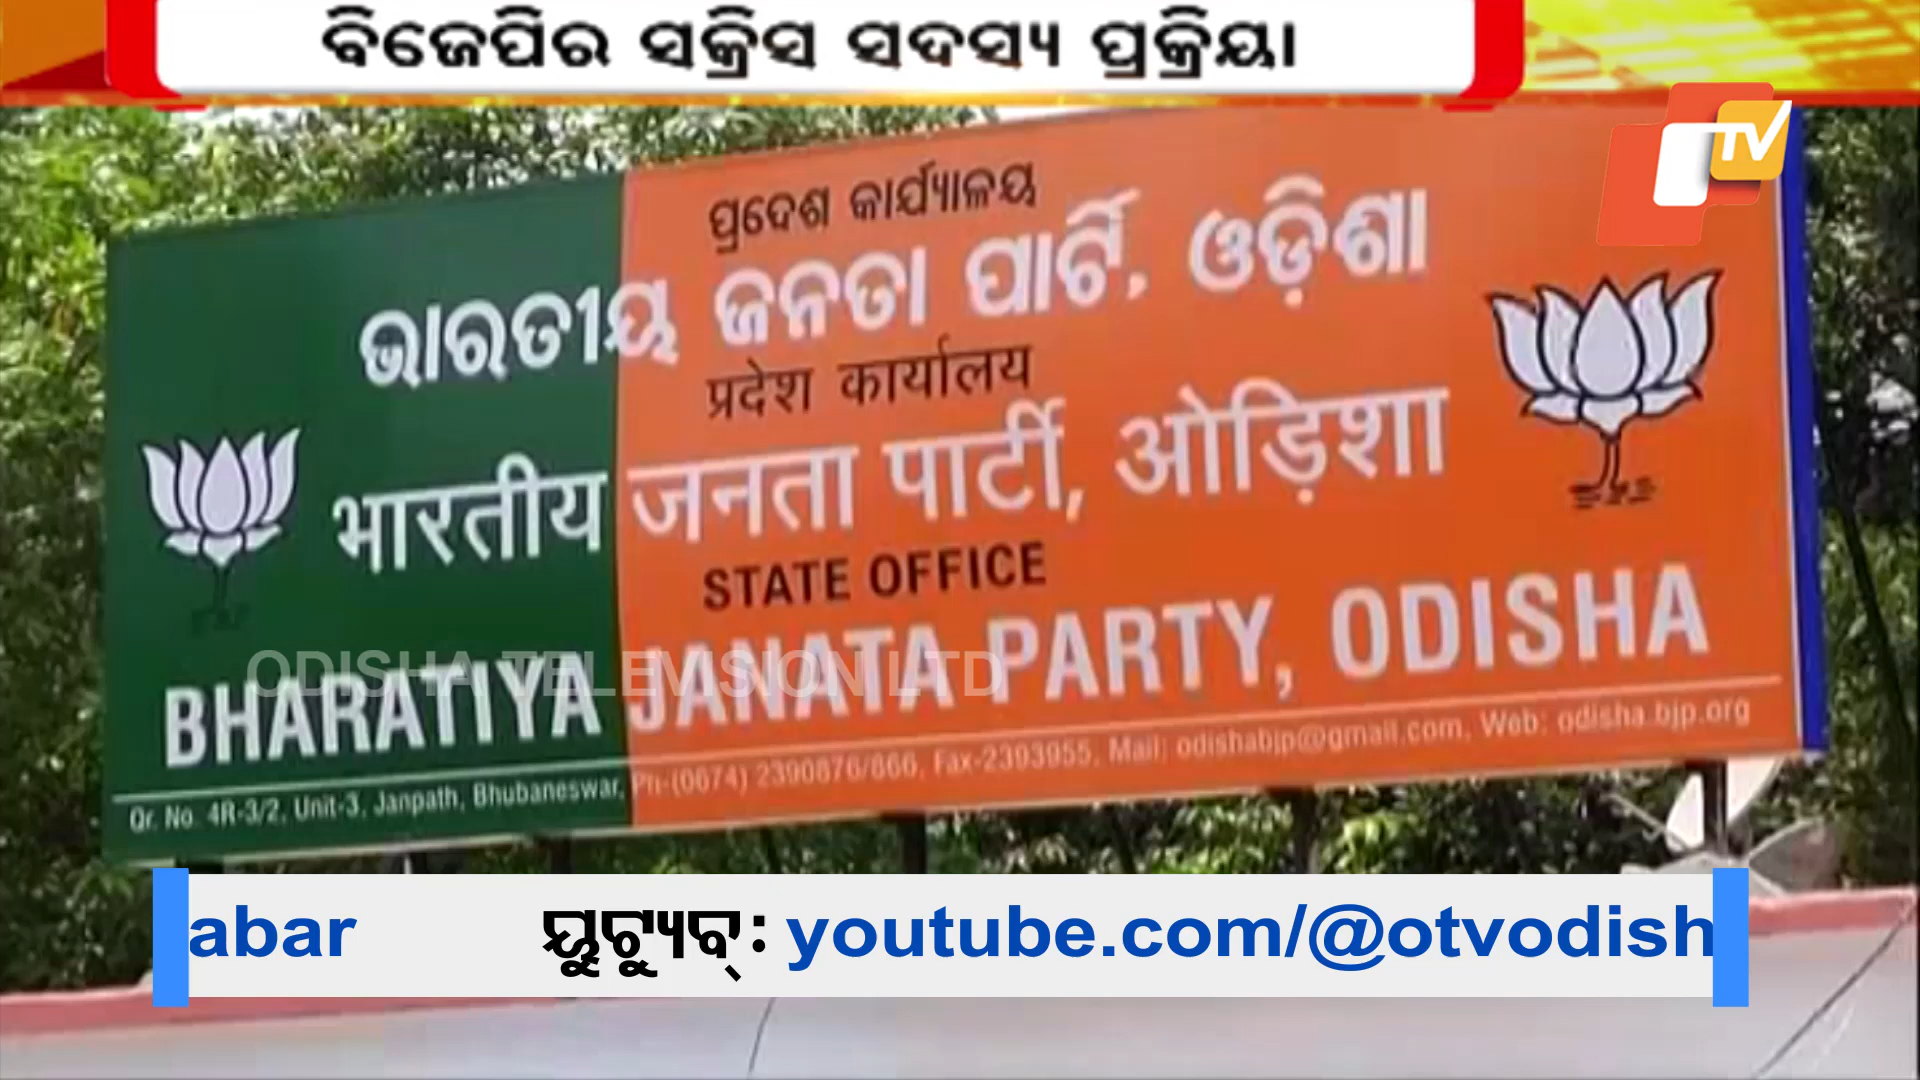 ବିଜେପିର ସକ୍ରିସ ସଦସ୍ୟ ପ୍ରକ୍ରିୟା
TV
ପ୍ରଦେଶ କାର୍ଯ୍ୟାଳୟ
ଭାରତୀୟ ଜନତା ପାର୍ଟି, ଓଡ଼ିଶା
प्रदेश कार्यालय
भारतीय जनता पार्टी, ओड़िशा
STATE OFFICE
BHARATIYA JANATA PARTY, ODISHA
ODISHA TELEVISION LTD
Qr. No. 4R-3/2, Unit-3, Janpath, Bhubaneswar, Ph-(0674) 2390876/866, Fax-2393955, Mail: odishabjp@gmail.com, Web: odisha.bjp.org
abar ୟୁଟ୍ୟୁବ୍: youtube.com/@otvodish